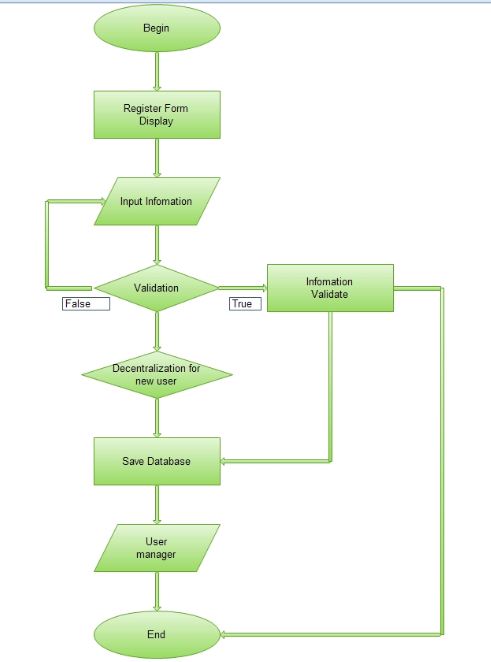 Begin
Register Form
Display
Input Infomation
Validation
False
True
Infomation
Validate
Decentralization for
new user
Save Database
User
manager
End